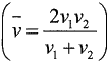 (v̅ = 2v₁v₂ / (v₁ + v₂))